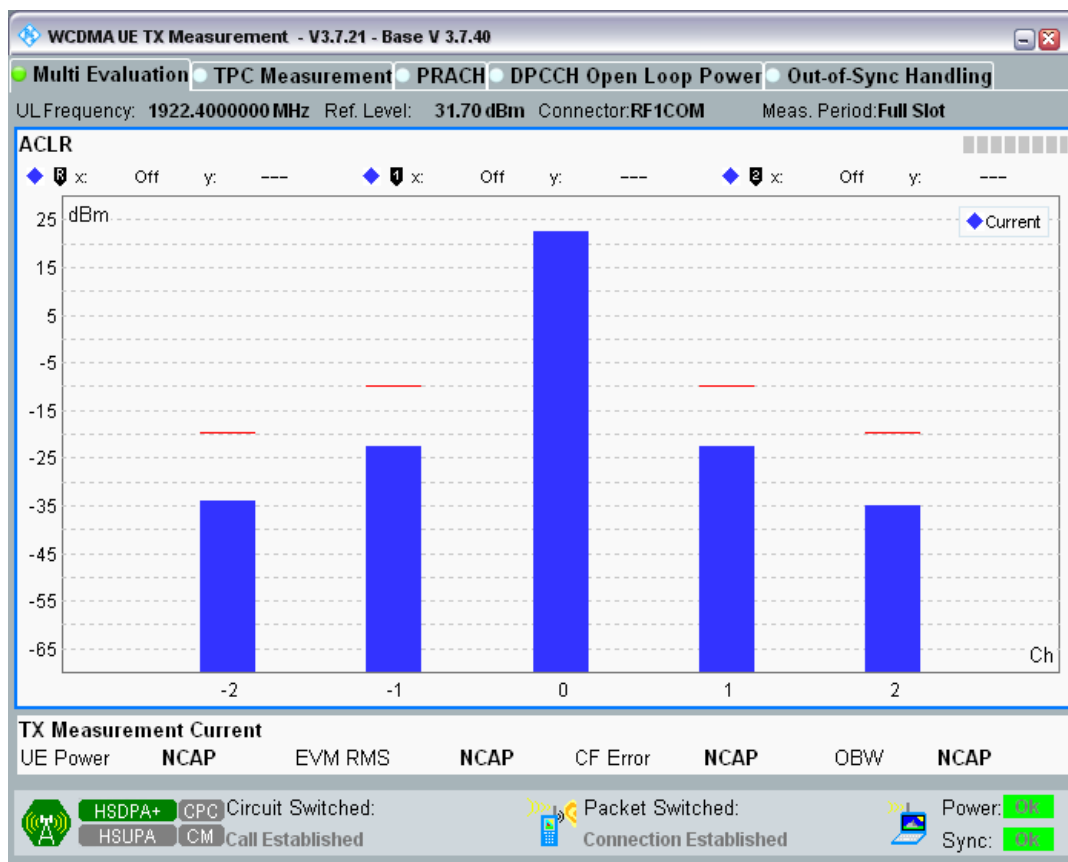 WCDMA UE TX Measurement - V3.7.21 - Base V 3.7.40
Multi Evaluation TPC Measurement PRACH DPCCH Open Loop Power Out-of-Sync Handling
UL Frequency: 1922.4000000 MHz Ref. Level: 31.70 dBm Connector:RF1COM Meas. Period:Full Slot
ACLR
R x: Off y: --- 1 x: Off y: --- 2 x: Off y: ---
dBm
Current
25
15
5
-5
-15
-25
-35
-45
-55
-65
Ch
-2 -1 0 1 2
TX Measurement Current
UE Power NCAP EVM RMS NCAP CF Error NCAP OBW NCAP
HSDPA+ CPC Circuit Switched: Packet Switched: Power: Ok
HSUPA CM Call Established Connection Established Sync: Ok